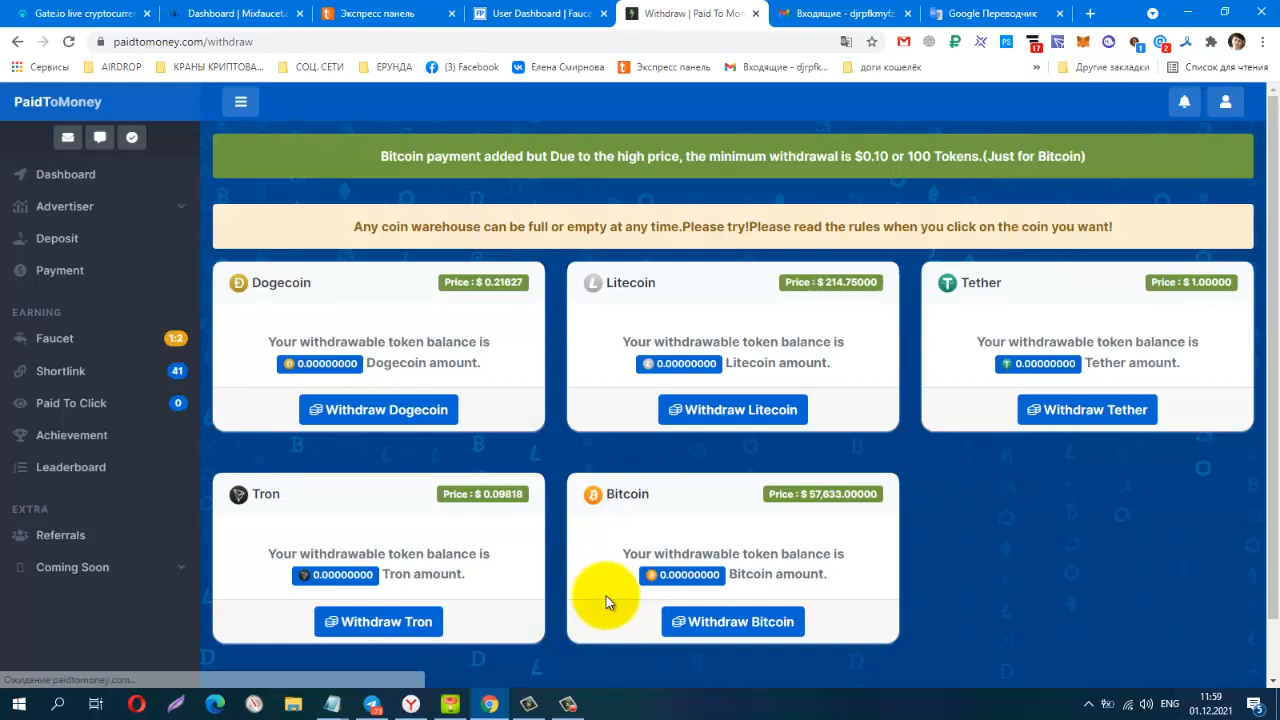 Gate.io lovely cryptocurren
Dashboard | Mixfaucet
Экспресс панель
User Dashboard | Fauce
Withdraw | Paid To Mon
Входящие - djrpfkmyfz
Google Переводчик
paidtomoney.com/withdraw
Сервисы
AIRDROP
КРАНЫ КРИПТОВА...
СОЦ. СЕТИ
ЕРУНДА
(3) Facebook
Елена Смирнова
Экспресс панель
Входящие - djrpfk...
доги кошелёк
»
Другие закладки
Список для чтения
PaidToMoney
Dashboard
Advertiser
Deposit
Payment
EARNING
Faucet 1:2
Shortlink 41
Paid To Click 0
Achievement
Leaderboard
EXTRA
Referrals
Coming Soon
Bitcoin payment added but Due to the high price, the minimum withdrawal is $0.10 or 100 Tokens.(Just for Bitcoin)
Any coin warehouse can be full or empty at any time.Please try!Please read the rules when you click on the coin you want!
Dogecoin Price : $ 0.21627
Your withdrawable token balance is
0.00000000 Dogecoin amount.
Withdraw Dogecoin
Litecoin Price : $ 214.75000
Your withdrawable token balance is
0.00000000 Litecoin amount.
Withdraw Litecoin
Tether Price : $ 1.00000
Your withdrawable token balance is
0.00000000 Tether amount.
Withdraw Tether
Tron Price : $ 0.09818
Your withdrawable token balance is
0.00000000 Tron amount.
Withdraw Tron
Bitcoin Price : $ 57,633.00000
Your withdrawable token balance is
0.00000000 Bitcoin amount.
Withdraw Bitcoin
Ожидание paidtomoney.com...
ENG
11:59
01.12.2021